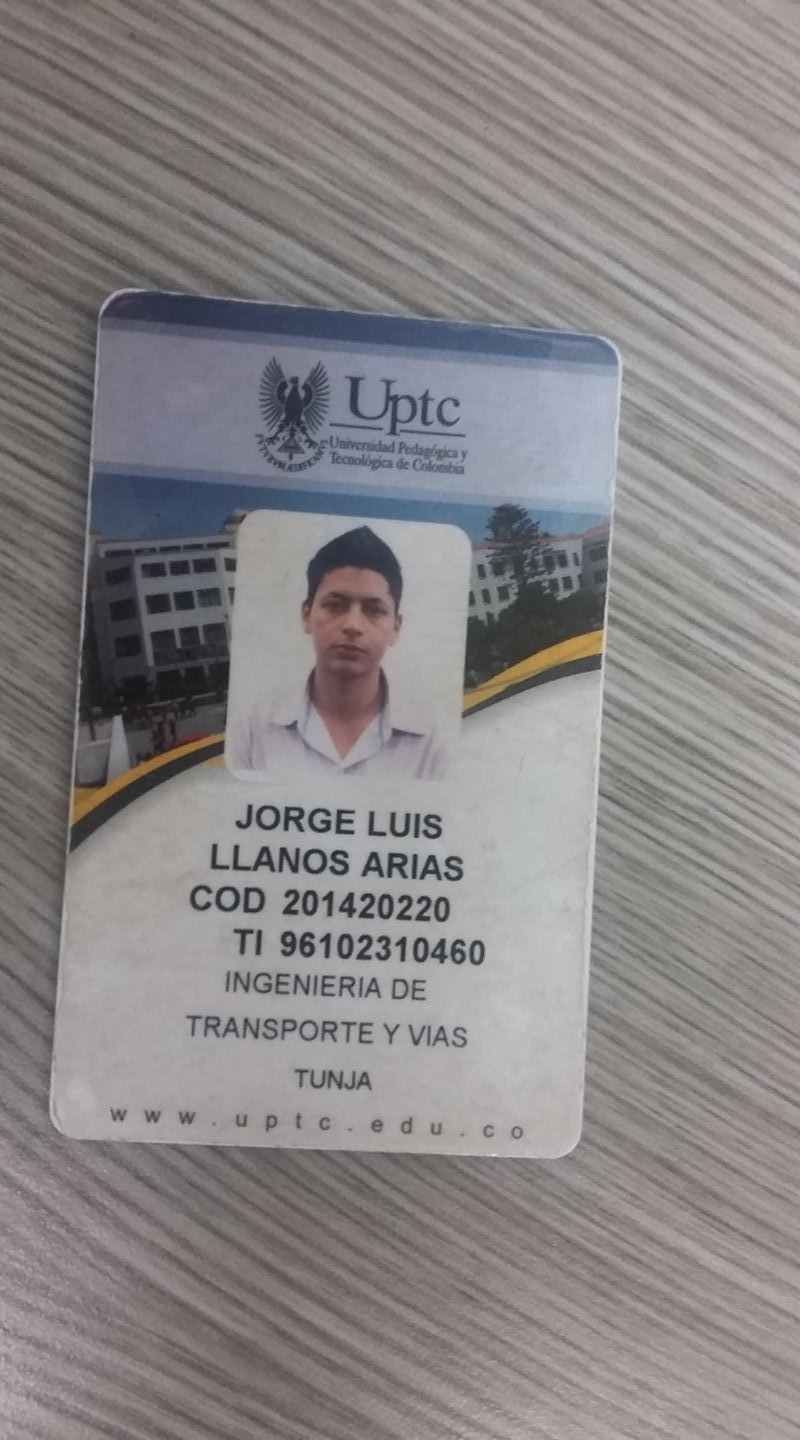 Uptc
Universidad Pedagógica y
Tecnológica de Colombia
JORGE LUIS
LLANOS ARIAS
COD 201420220
TI 96102310460
INGENIERIA DE
TRANSPORTE Y VIAS
TUNJA
www.uptc.edu.co